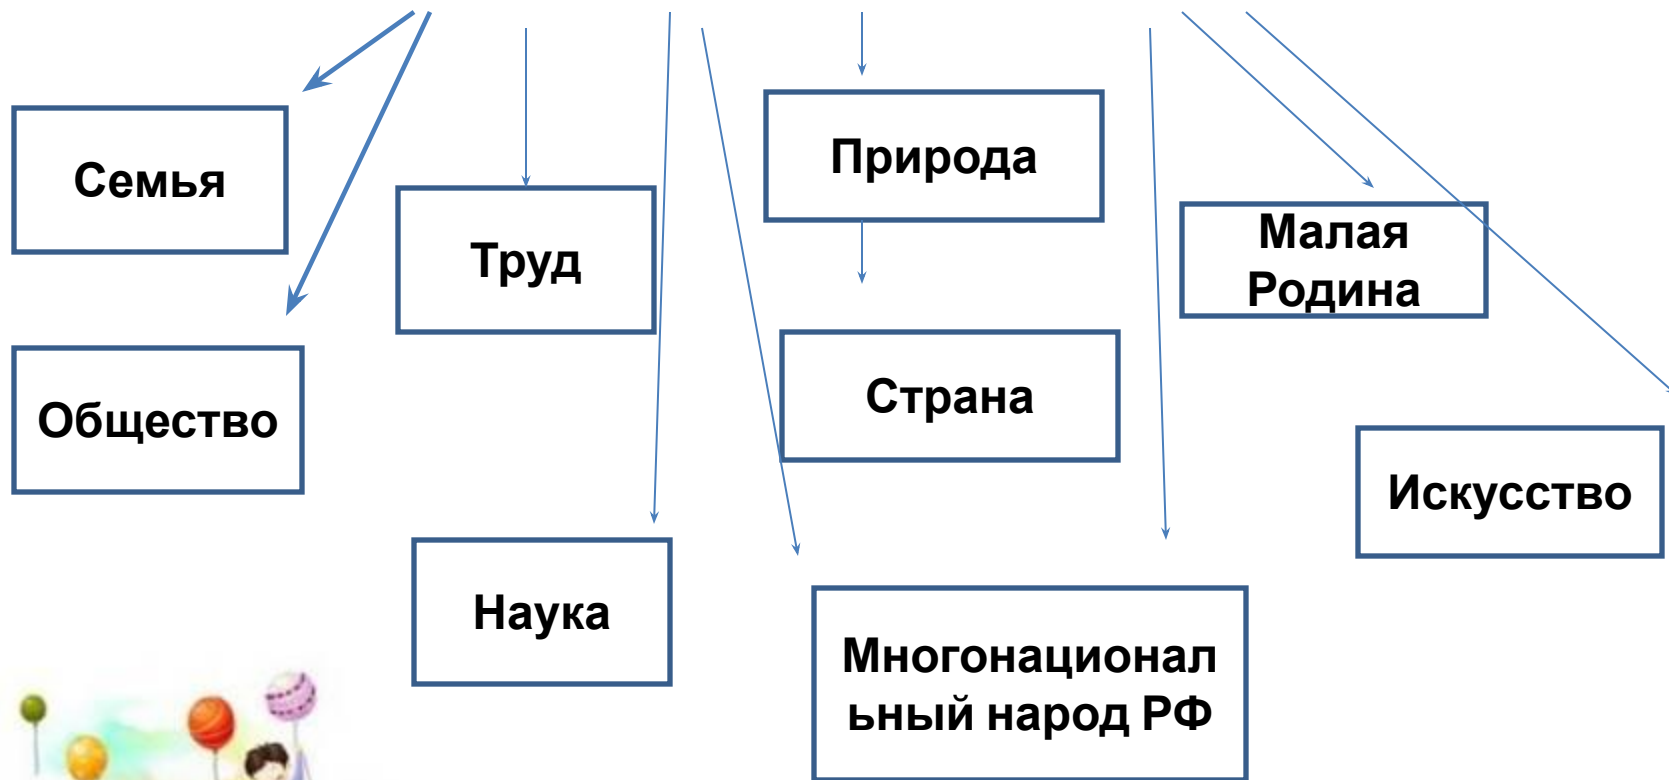 Семья
Природа
Труд
Малая
Родина
Общество
Страна
Искусство
Наука
Многонационал
ьный народ РФ